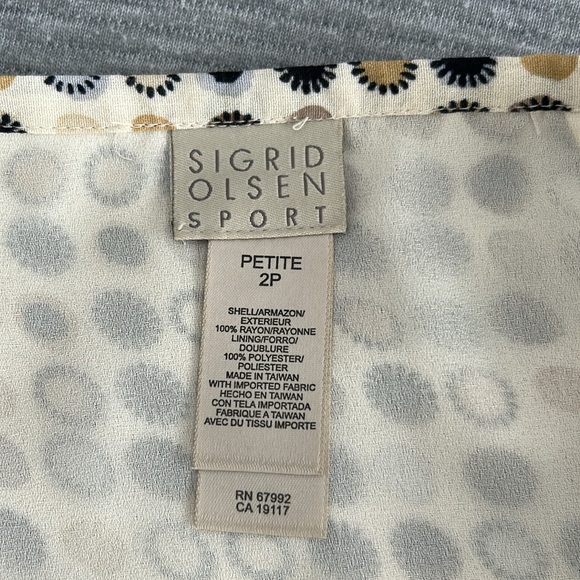 SIGRID
OLSEN
SPORT
PETITE
2P
SHELL/ARMAZON/
EXTERIEUR
100% RAYON/RAYONNE
LINING/FORRO/
DOUBLURE
100% POLYESTER/
POLIESTER
MADE IN TAIWAN
WITH IMPORTED FABRIC
HECHO EN TAIWAN
CON TELA IMPORTADA
FABRIQUE A TAIWAN
AVEC DU TISSU IMPORTE
RN 67992
CA 19117